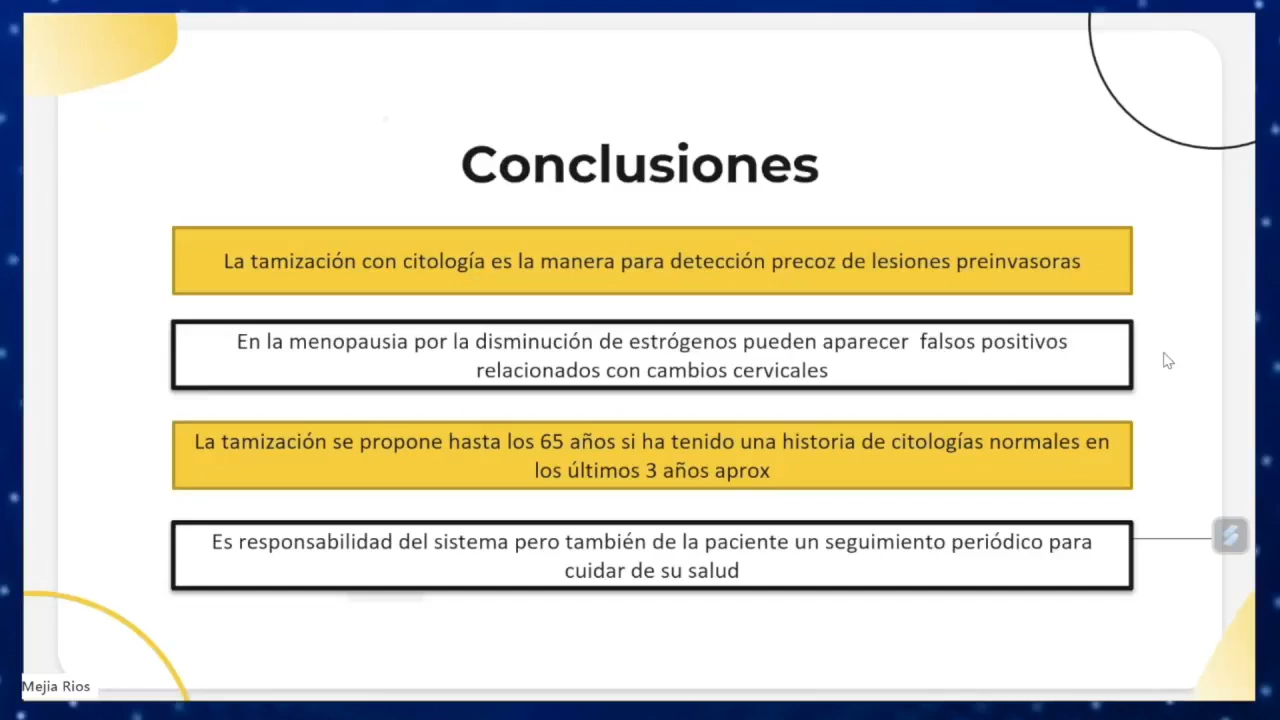 Conclusiones
La tamización con citología es la manera para detección precoz de lesiones preinvasoras
En la menopausia por la disminución de estrógenos pueden aparecer falsos positivos
relacionados con cambios cervicales
La tamización se propone hasta los 65 años si ha tenido una historia de citologías normales en
los últimos 3 años aprox
Es responsabilidad del sistema pero también de la paciente un seguimiento periódico para
cuidar de su salud
Mejia Rios